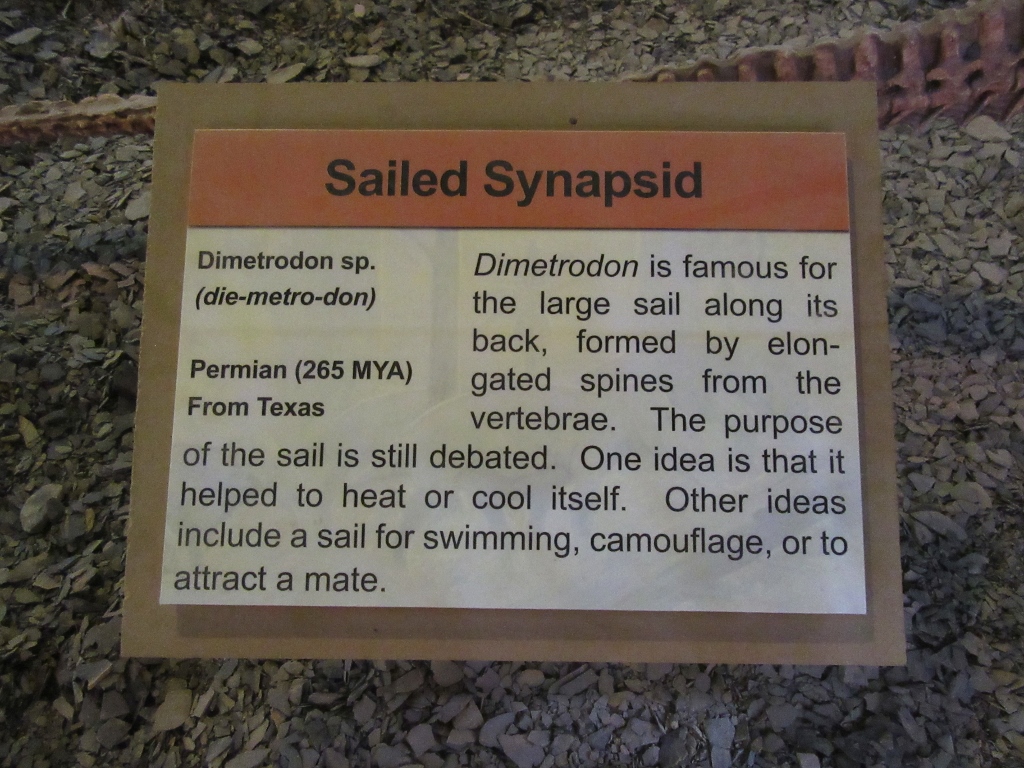 Sailed Synapsid
Dimetrodon sp.
(die-metro-don)
Permian (265 MYA)
From Texas
Dimetrodon is famous for
the large sail along its
back, formed by elon-
gated spines from the
vertebrae. The purpose
of the sail is still debated. One idea is that it
helped to heat or cool itself. Other ideas
include a sail for swimming, camouflage, or to
attract a mate.